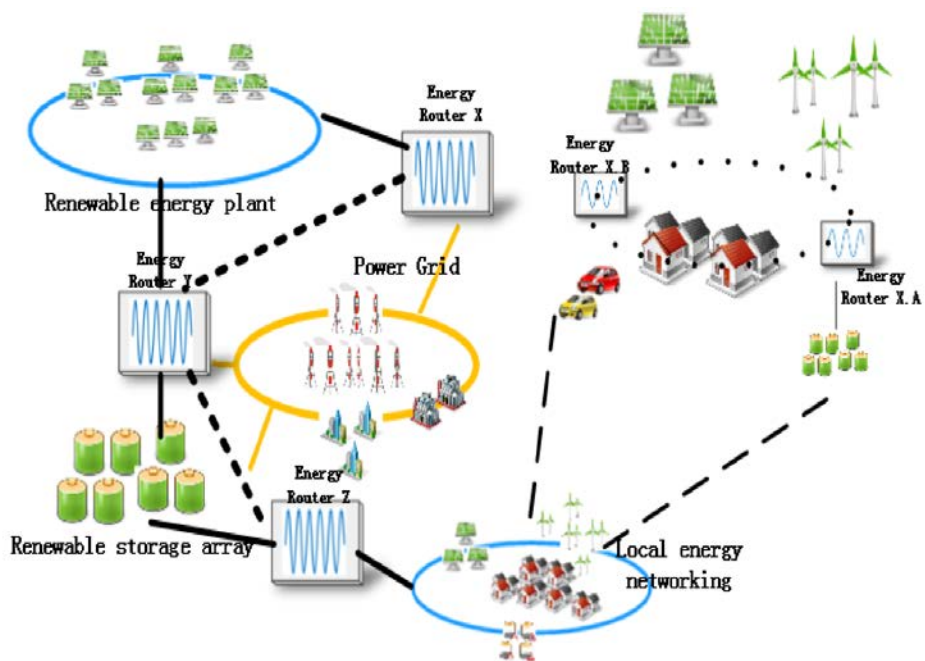 Energy
Router X
Energy
Router X.B
Renewable energy plant
Energy
Router Y
Power Grid
Energy
Router X.A
Energy
Router Z
Renewable storage array
Local energy
networking